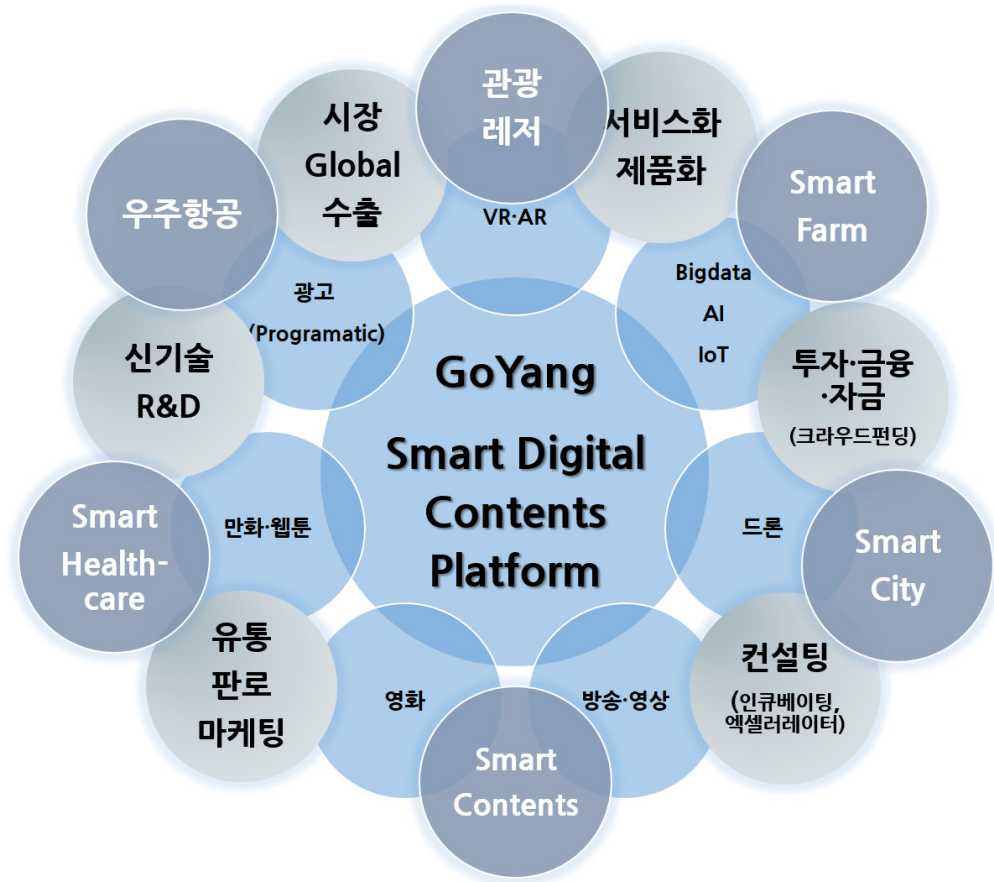 관광
레저
시장
Global
수출
서비스화
제품화
우주항공
Smart
Farm
VR·AR
광고
(Programatic)
Bigdata
AI
IoT
신기술
R&D
투자·금융
·자금
(크라우드펀딩)
GoYang
Smart Digital
Contents
Platform
Smart
Health-
care
만화·웹툰
드론
Smart
City
유통
판로
마케팅
영화
방송·영상
컨설팅
(인큐베이팅,
엑셀러레이터)
Smart
Contents